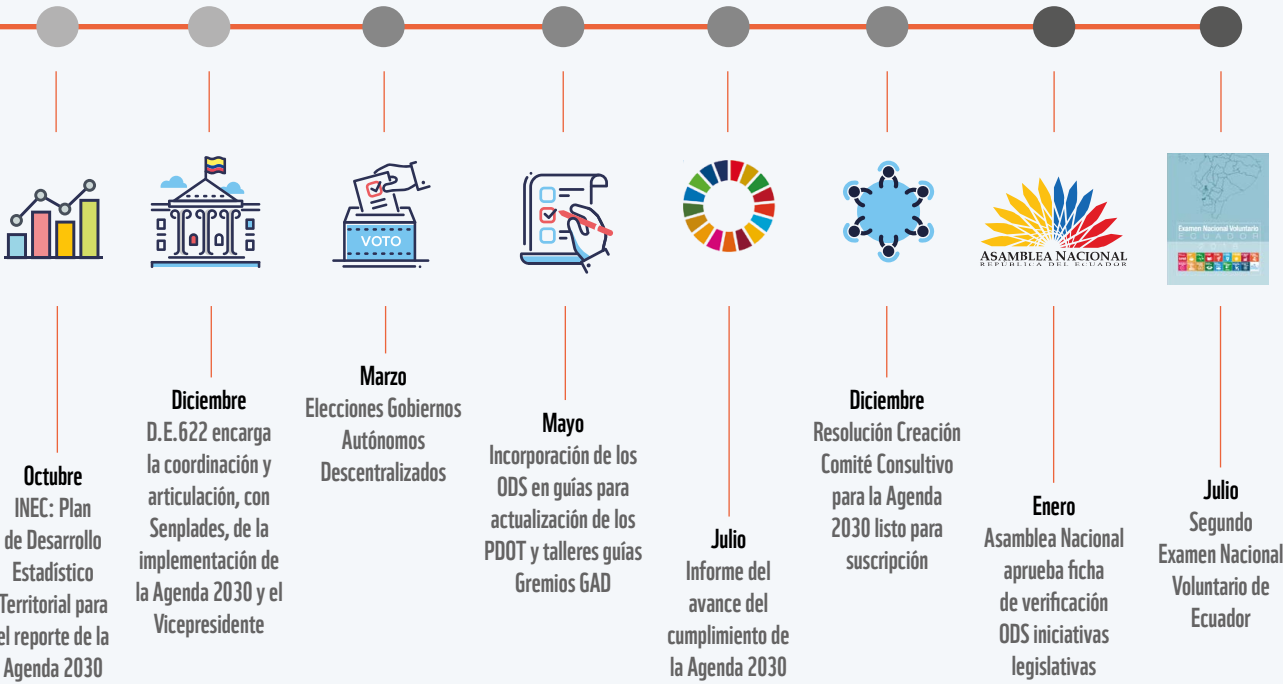 VOTO
ASAMBLEA NACIONAL
REPÚBLICA DEL ECUADOR
Examen Nacional Voluntario
ECUADOR
Octubre
INEC: Plan
de Desarrollo
Estadístico
Territorial para
el reporte de la
Agenda 2030
Diciembre
D.E.622 encarga
la coordinación y
articulación, con
Senplades, de la
implementación de
la Agenda 2030 y el
Vicepresidente
Marzo
Elecciones Gobiernos
Autónomos
Descentralizados
Mayo
Incorporación de los
ODS en guías para
actualización de los
PDOT y talleres guías
Gremios GAD
Julio
Informe del
avance del
cumplimiento de
la Agenda 2030
Diciembre
Resolución Creación
Comité Consultivo
para la Agenda
2030 listo para
suscripción
Enero
Asamblea Nacional
aprueba ficha
de verificación
ODS iniciativas
legislativas
Julio
Segundo
Examen Nacional
Voluntario de
Ecuador